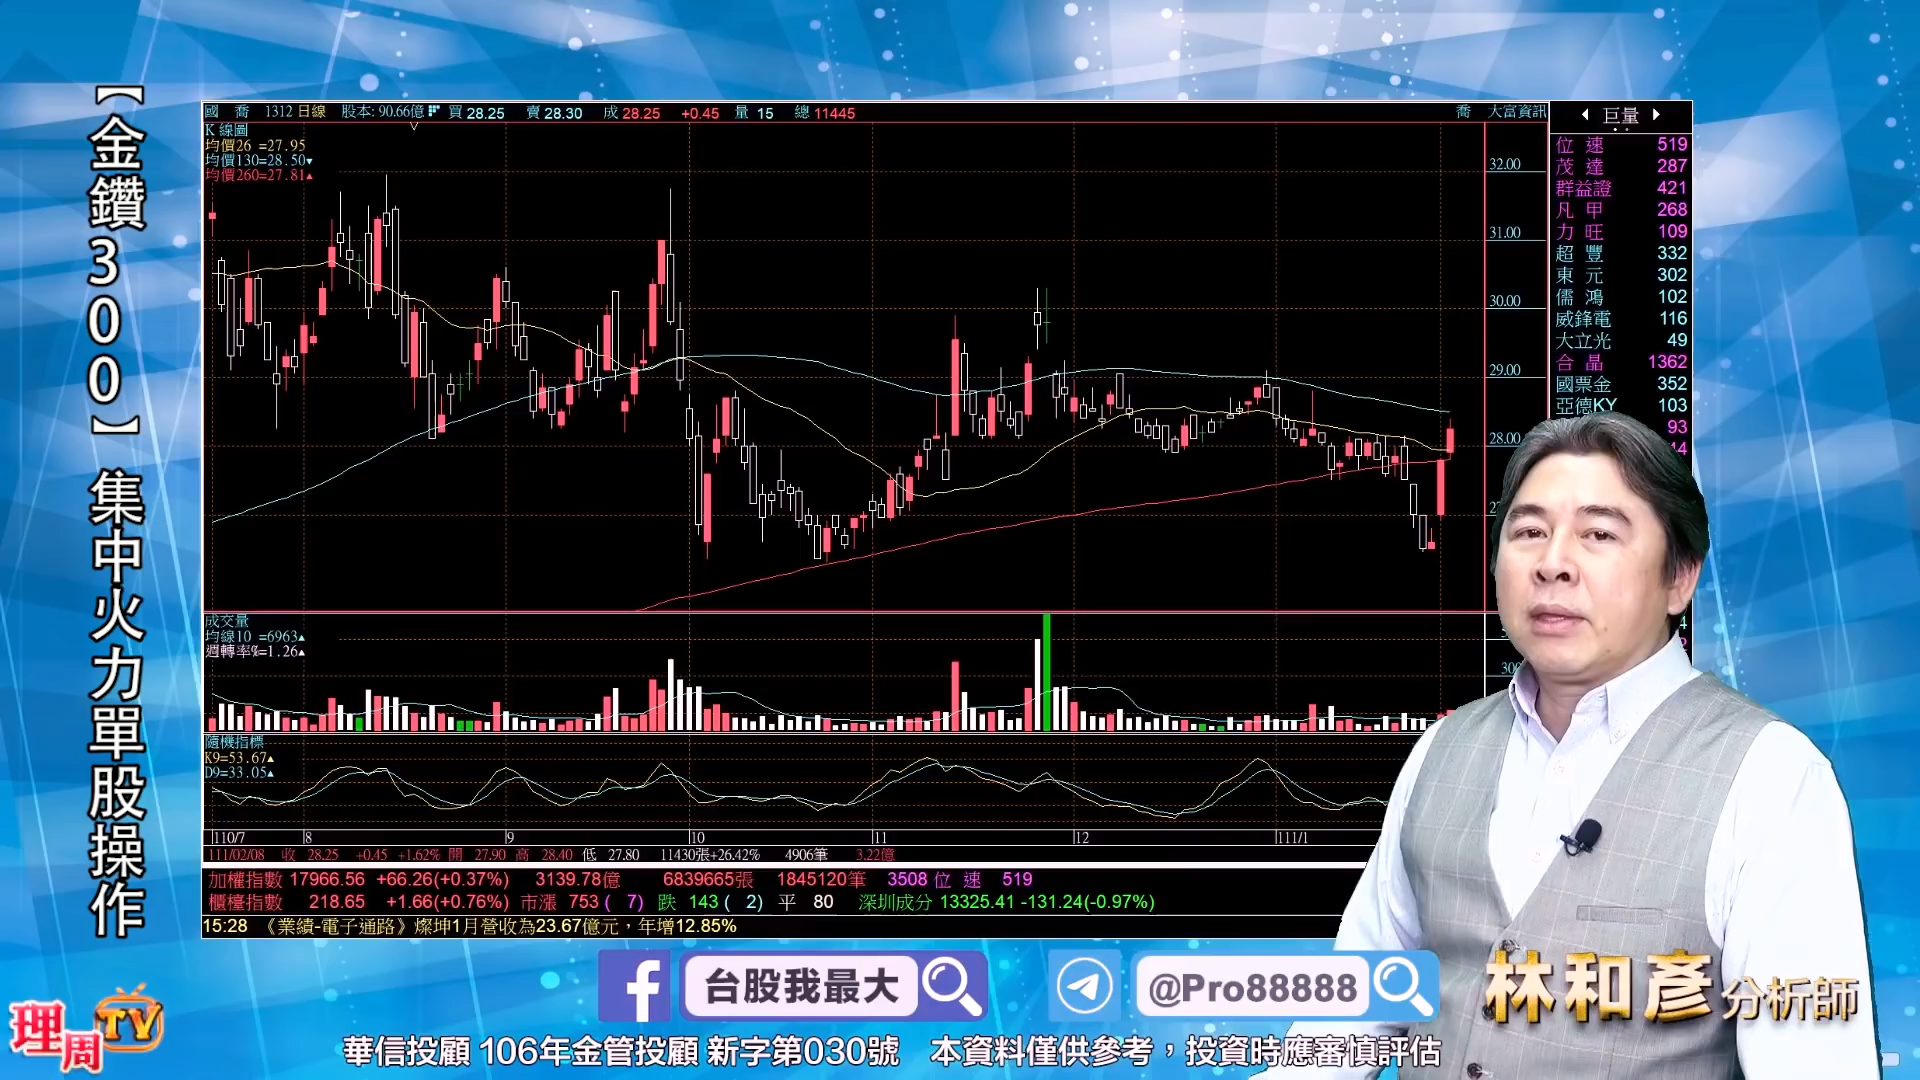 【金鑽300】集中火力單股操作
國 喬 1312 日線 股本: 90.66億 買 28.25 賣 28.30 成 28.25 +0.45 量 15 總 11445 喬 大富資訊
K 線圖
均價26 =27.95
均價130=28.50▼
均價260=27.81▲
32.00
31.00
30.00
29.00
28.00
◀ 巨量 ▶
位 速 519
茂 達 287
群益證 421
凡 甲 268
力 旺 109
超 豐 332
東 元 302
儒 鴻 102
威鋒電 116
大立光 49
合 晶 1362
國票金 352
亞德KY 103
93
成交量
均線10 =6963▲
週轉率%=1.26▲
隨機指標
K9=53.67▲
D9=33.05▲
110/7 8 9 10 11 12 111/1
111/02/08 收 28.25 +0.45 +1.62% 開 27.90 高 28.40 低 27.80 11430張+26.42% 4906筆 3.22億
加權指數 17966.56 +66.26(+0.37%) 3139.78億 6839665張 1845120筆 3508 位 速 519
櫃檯指數 218.65 +1.66(+0.76%) 市漲 753 ( 7) 跌 143 ( 2) 平 80 深圳成分 13325.41 -131.24(-0.97%)
15:28 《業績-電子通路》燦坤1月營收為23.67億元，年增12.85%
台股我最大
@Pro88888
林和彥 分析師
理周TV
華信投顧 106年金管投顧 新字第030號 本資料僅供參考，投資時應審慎評估